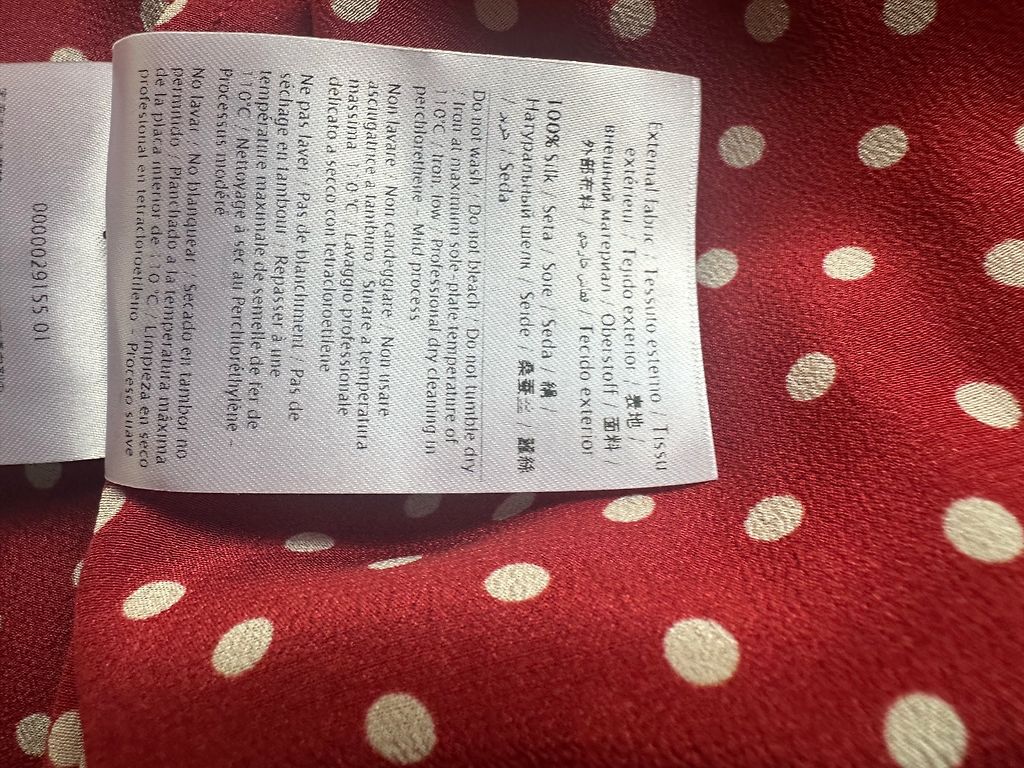 External fabric : Tessuto esterno / Tissu
extérieur / Tejido exterior / 表地 /
внешний материал / Oberstoff / 面料 /
外部布料 / قماش خارجي / Tecido exterior
100% Silk / Seta / Soie / Seda / 絹 /
Натуральный шелк / Seide / 桑蚕丝 / 蠶絲
/ حرير / Seda
Do not wash / Do not bleach / Do not tumble dry
/ Iron at maximum sole-plate temperature of
110°C / Iron, low / Professional dry cleaning in
perchlorethene - Mild process
Non lavare / Non candeggiare / Non usare
asciugatrice a tamburo / Stirare a temperatura
massima 110°C / Lavaggio professionale
delicato a secco con tetracloroetilene
Ne pas laver / Pas de blanchiment / Pas de
séchage en tambour / Repasser à une
température maximale de semelle de fer de
110°C / Nettoyage à sec au Perchloréthylène -
Processus modéré
No lavar / No blanquear / Secado en tambor no
permitido / Planchado a la temperatura máxima
de la placa interior de 110 °C / Limpieza en seco
profesional en tetracloroetileno - Proceso suave
0000029155 01